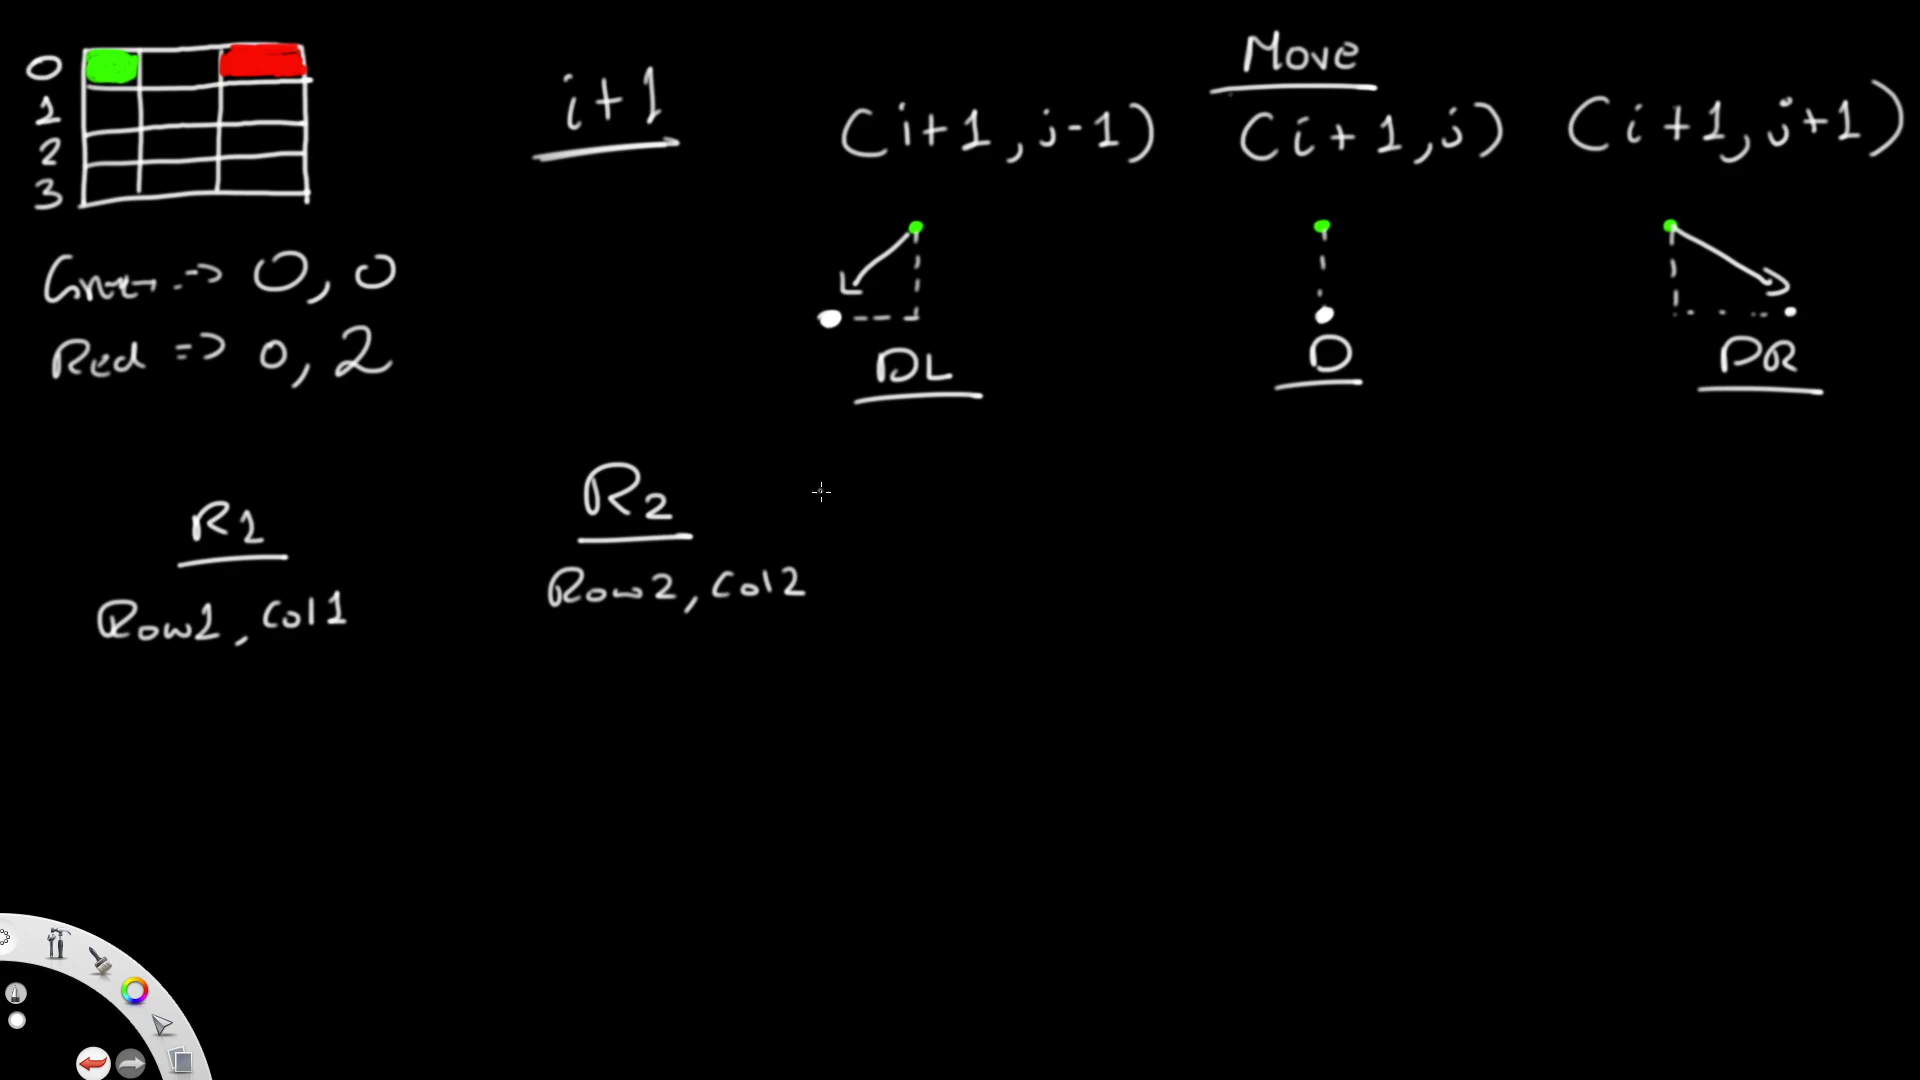 Move
0
1
2
3
i+1
(i+1,j-1) (i+1,j) (i+1,j+1)
Green => 0,0
Red => 0,2
DL D DR
R1 R2
Row1, Col1 Row2, Col2